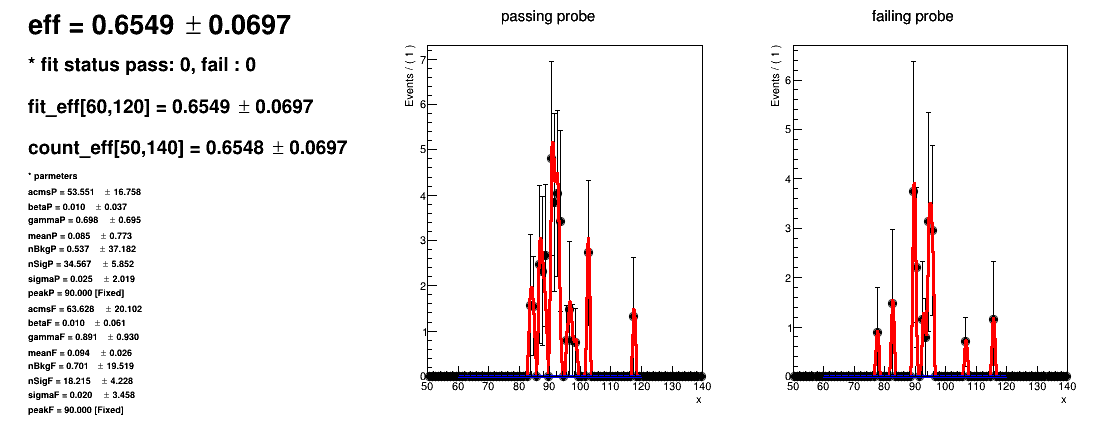 eff = 0.6549 ± 0.0697
* fit status pass: 0, fail : 0
fit_eff[60,120] = 0.6549 ± 0.0697
count_eff[50,140] = 0.6548 ± 0.0697
* parmeters
acmsP = 53.551 ± 16.758
betaP = 0.010 ± 0.037
gammaP = 0.698 ± 0.695
meanP = 0.085 ± 0.773
nBkgP = 0.537 ± 37.182
nSigP = 34.567 ± 5.852
sigmaP = 0.025 ± 2.019
peakP = 90.000 [Fixed]
acmsF = 63.628 ± 20.102
betaF = 0.010 ± 0.061
gammaF = 0.891 ± 0.930
meanF = 0.094 ± 0.026
nBkgF = 0.701 ± 19.519
nSigF = 18.215 ± 4.228
sigmaF = 0.020 ± 3.458
peakF = 90.000 [Fixed]
passing probe
Events / ( 1 )
7
6
5
4
3
2
1
0
50 60 70 80 90 100 110 120 130 140
x
failing probe
Events / ( 1 )
6
5
4
3
2
1
0
50 60 70 80 90 100 110 120 130 140
x